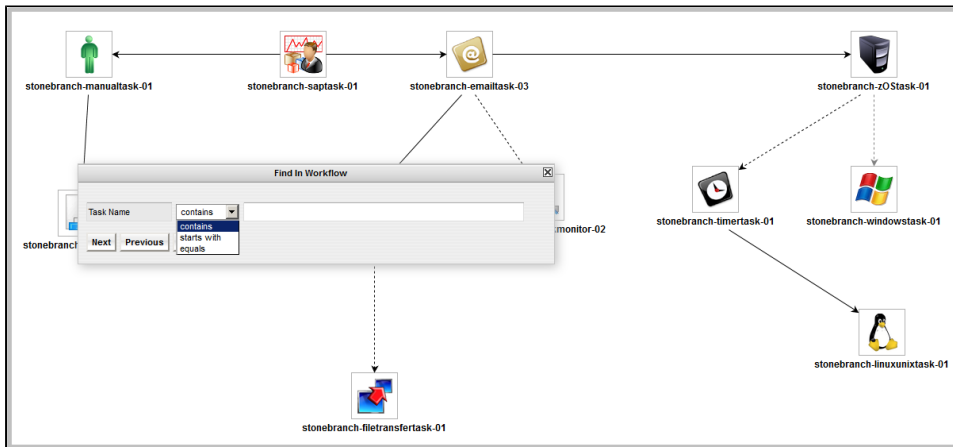 stonebranch-manualtask-01
stonebranch-saptask-01
stonebranch-emailtask-03
stonebranch-zOStask-01
Find In Workflow
Task Name
contains
contains
starts with
equals
Next
Previous
stonebranch-timertask-01
stonebranch-windowstask-01
monitor-02
stonebranch-linuxunixtask-01
stonebranch-filetransfertask-01